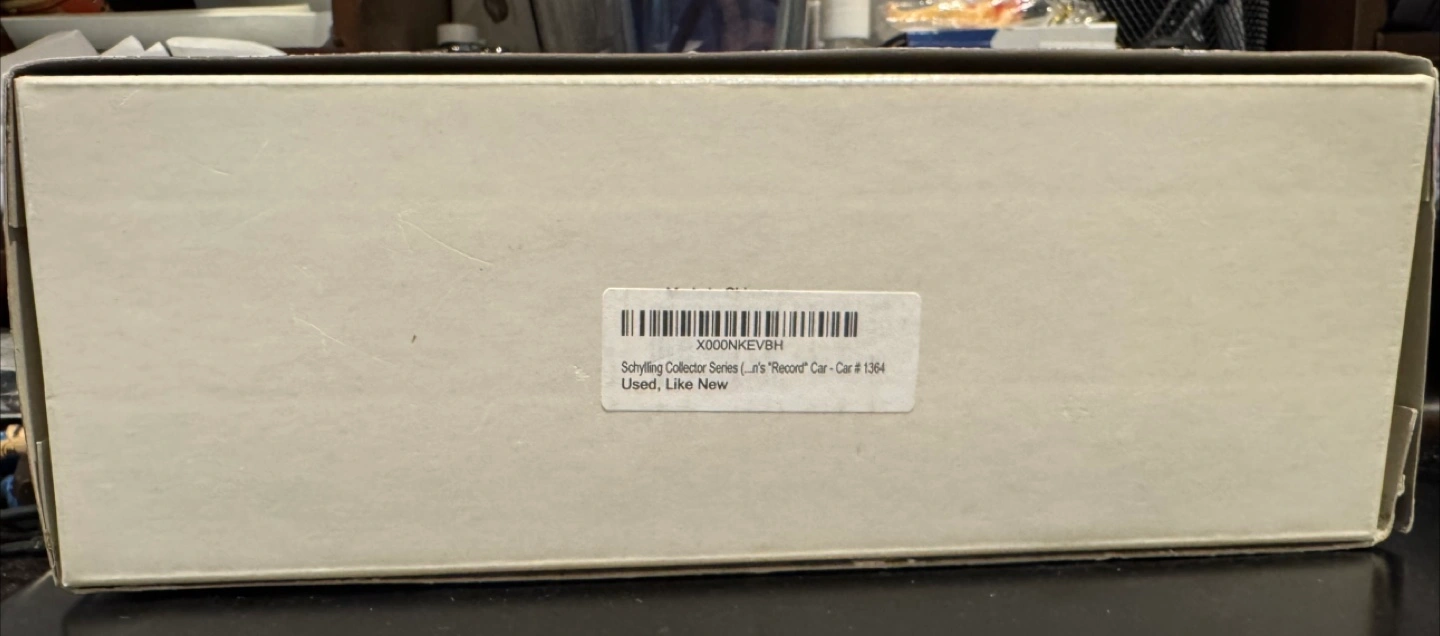 X000NKEVBH
Schylling Collector Series (...n's "Record" Car - Car # 1364
Used, Like New